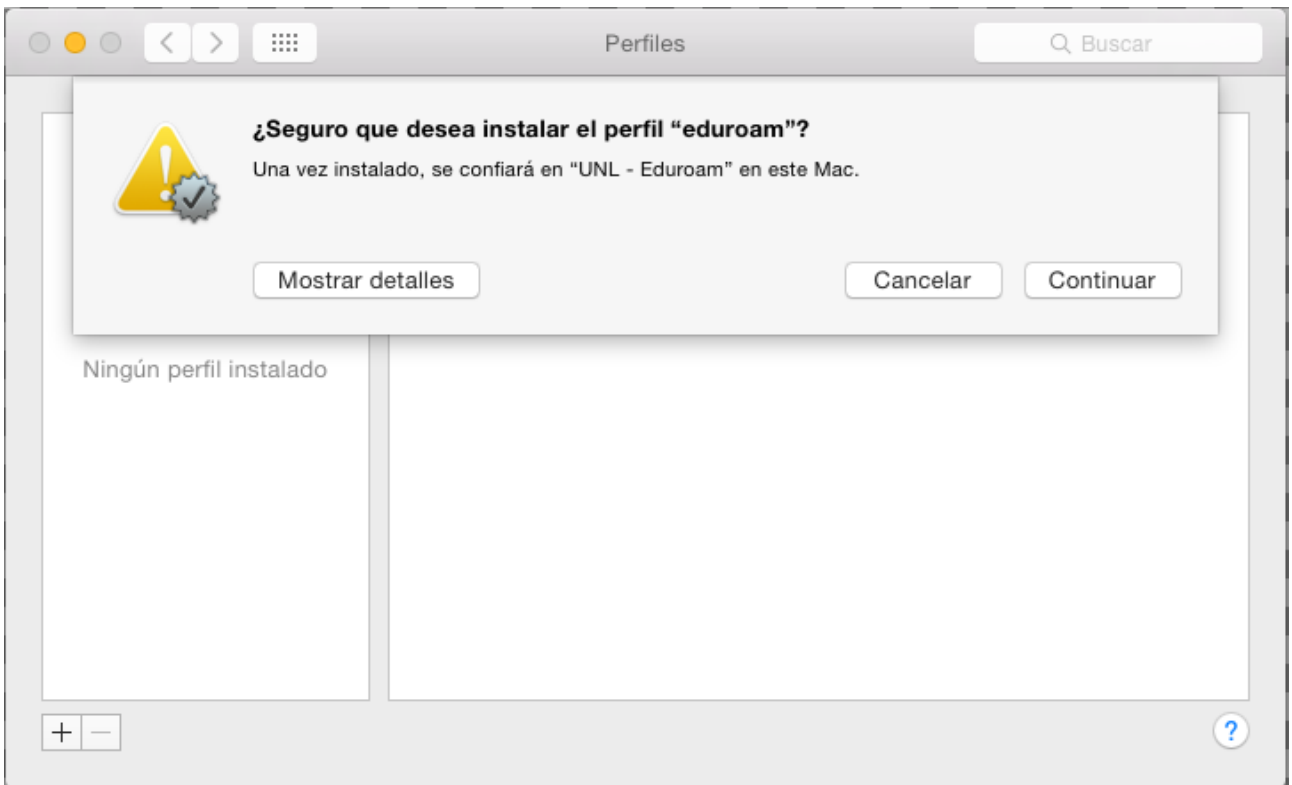 Perfiles
Buscar
¿Seguro que desea instalar el perfil “eduroam”?
Una vez instalado, se confiará en “UNL - Eduroam” en este Mac.
Mostrar detalles
Cancelar
Continuar
Ningún perfil instalado